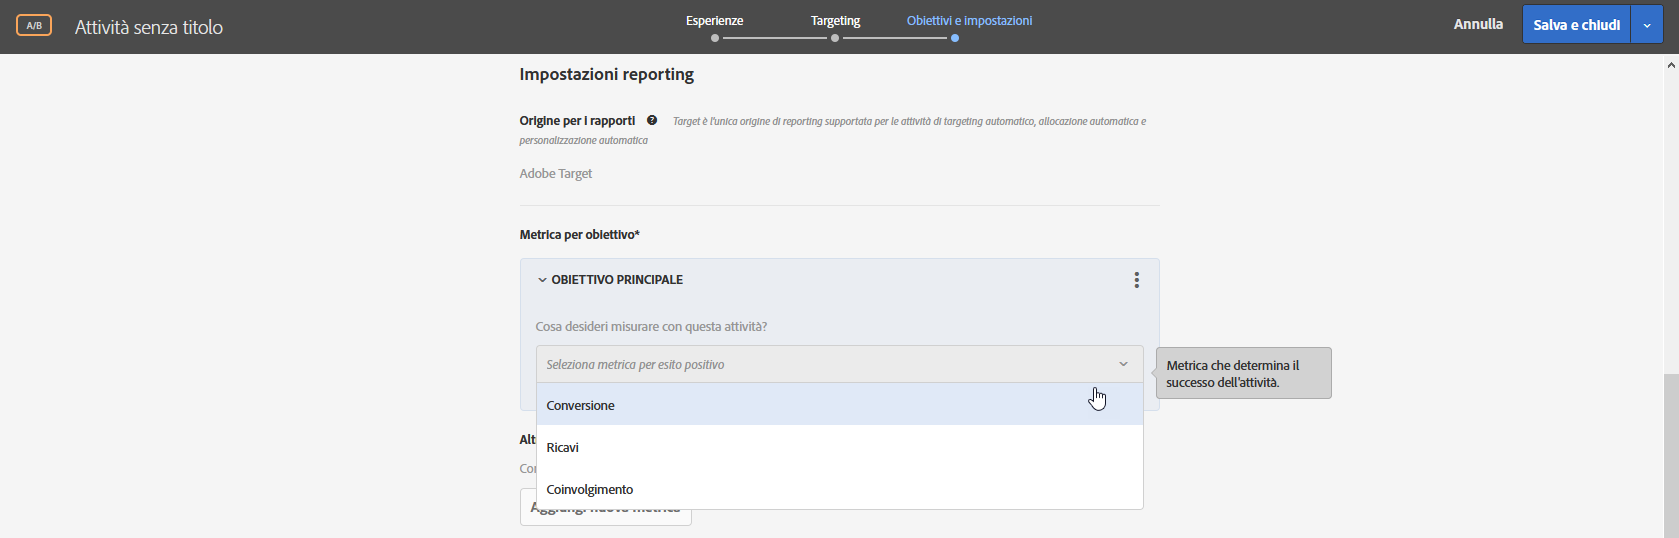 A/B
Attività senza titolo
Esperienze
Targeting
Obiettivi e impostazioni
Annulla
Salva e chiudi
Impostazioni reporting
Origine per i rapporti ? Target è l'unica origine di reporting supportata per le attività di targeting automatico, allocazione automatica e
personalizzazione automatica
Adobe Target
Metrica per obiettivo*
OBIETTIVO PRINCIPALE
Cosa desideri misurare con questa attività?
Seleziona metrica per esito positivo
Metrica che determina il
successo dell'attività.
Conversione
Ricavi
Coinvolgimento
Aggiungi nuova metrica